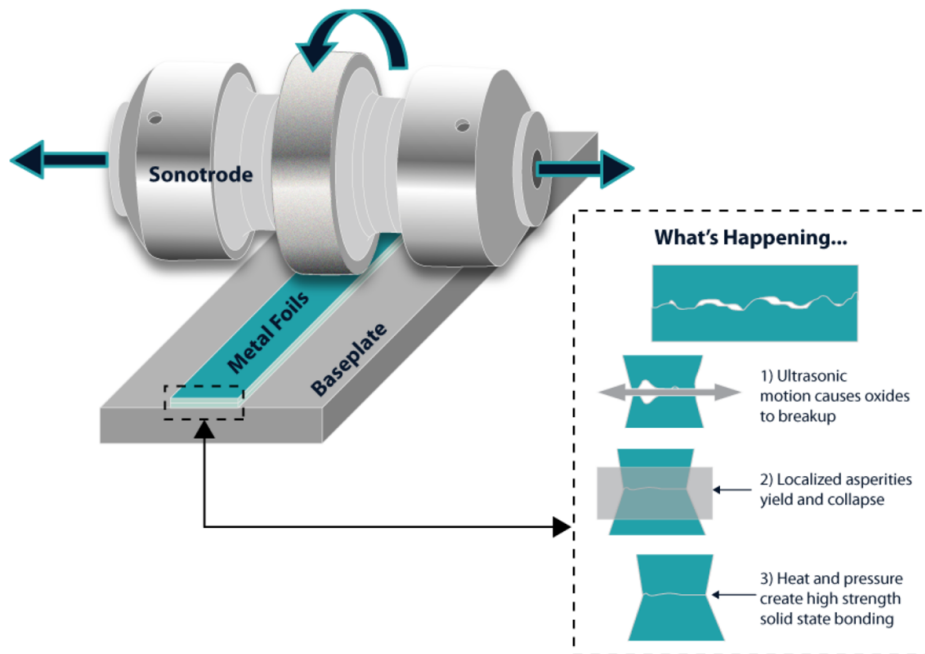 Sonotrode
Metal Foils
Baseplate
What's Happening...
1) Ultrasonic
motion causes oxides
to breakup
2) Localized asperities
yield and collapse
3) Heat and pressure
create high strength
solid state bonding